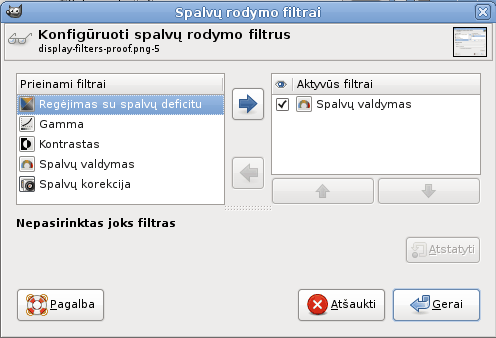 Spalvų rodymo filtrai
Konfigūruoti spalvų rodymo filtrus
display-filters-proof.png-5
Prieinami filtrai
Regėjimas su spalvų deficitu
Gamma
Kontrastas
Spalvų valdymas
Spalvų korekcija
Aktyvūs filtrai
Spalvų valdymas
Nepasirinktas joks filtras
Atstatyti
Pagalba
Atšaukti
Gerai